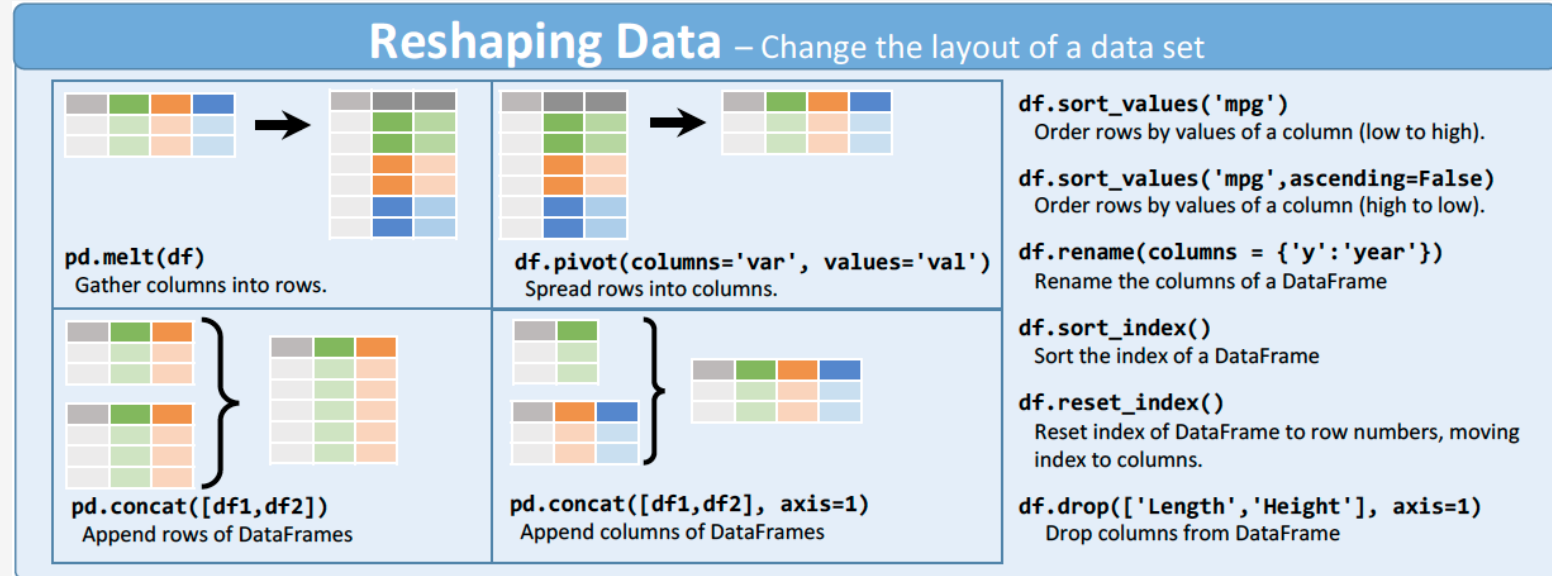 Reshaping Data – Change the layout of a data set
pd.melt(df)
Gather columns into rows.
df.pivot(columns='var', values='val')
Spread rows into columns.
pd.concat([df1,df2])
Append rows of DataFrames
pd.concat([df1,df2], axis=1)
Append columns of DataFrames
df.sort_values('mpg')
Order rows by values of a column (low to high).
df.sort_values('mpg',ascending=False)
Order rows by values of a column (high to low).
df.rename(columns = {'y':'year'})
Rename the columns of a DataFrame
df.sort_index()
Sort the index of a DataFrame
df.reset_index()
Reset index of DataFrame to row numbers, moving
index to columns.
df.drop(['Length','Height'], axis=1)
Drop columns from DataFrame